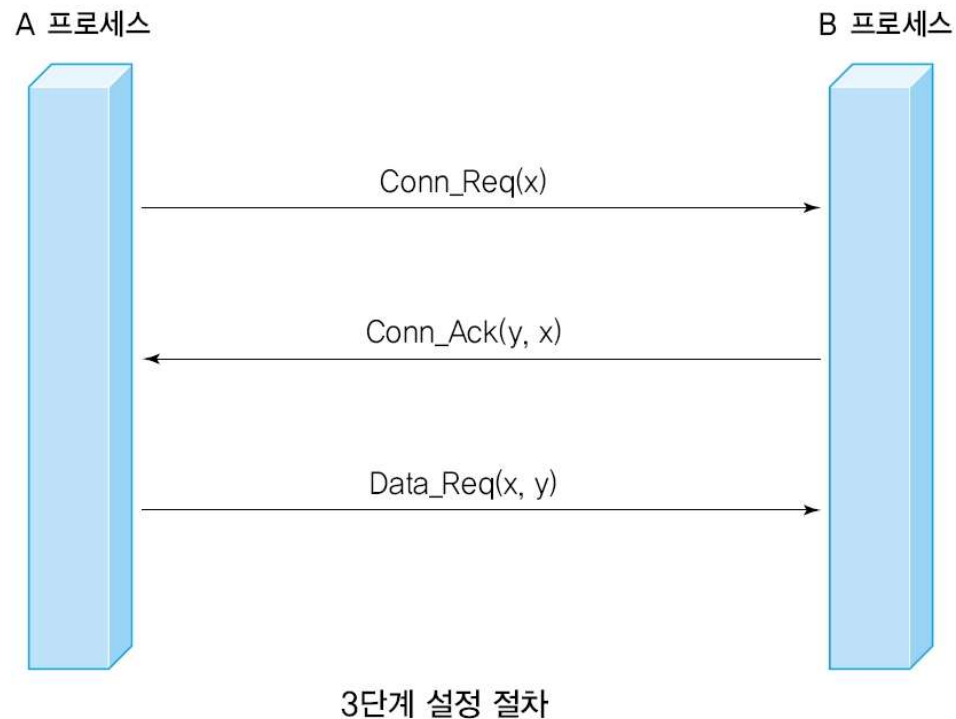 A 프로세스
B 프로세스
Conn_Req(x)
Conn_Ack(y, x)
Data_Req(x, y)
3단계 설정 절차